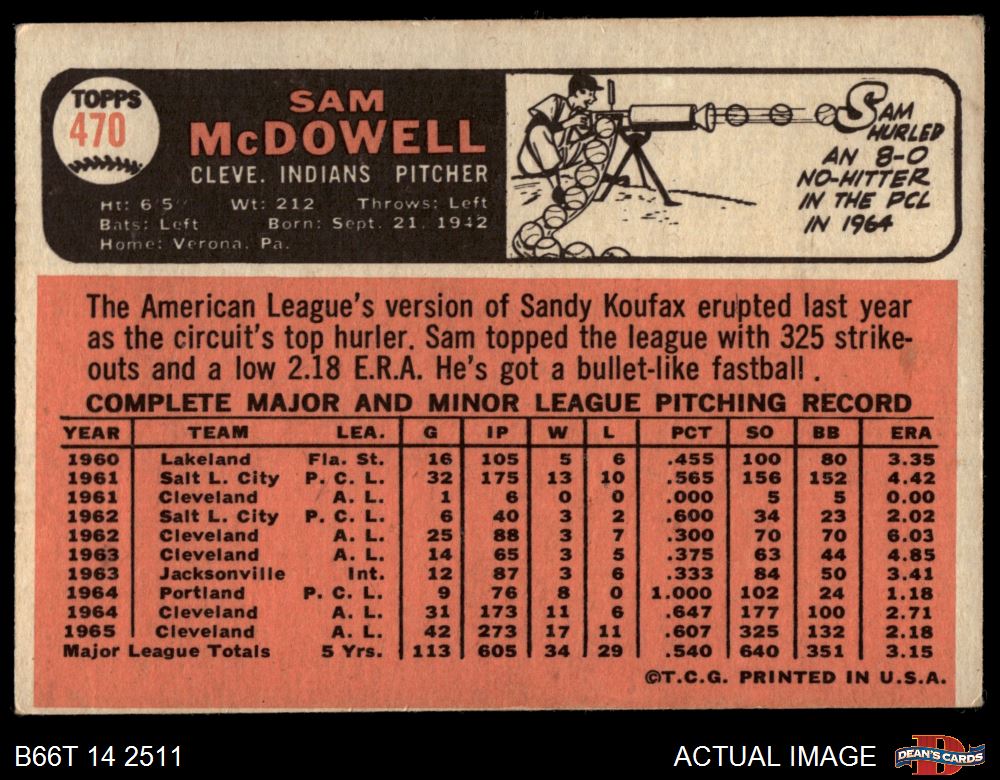 TOPPS
470
SAM
McDOWELL
CLEVE. INDIANS PITCHER
Ht: 6'5" Wt: 212 Throws: Left
Bats: Left Born: Sept. 21, 1942
Home: Verona, Pa.
SAM
HURLED
AN 8-0
NO-HITTER
IN THE PCL
IN 1964
The American League's version of Sandy Koufax erupted last year
as the circuit's top hurler. Sam topped the league with 325 strike-
outs and a low 2.18 E.R.A. He's got a bullet-like fastball.
COMPLETE MAJOR AND MINOR LEAGUE PITCHING RECORD
YEAR TEAM LEA. G IP W L PCT SO BB ERA
1960 Lakeland Fla. St. 16 105 5 6 .455 100 80 3.35
1961 Salt L. City P. C. L. 32 175 13 10 .565 156 152 4.42
1961 Cleveland A. L. 1 6 0 0 .000 5 5 0.00
1962 Salt L. City P. C. L. 6 40 3 2 .600 34 23 2.02
1962 Cleveland A. L. 25 88 3 7 .300 70 70 6.03
1963 Cleveland A. L. 14 65 3 5 .375 63 44 4.85
1963 Jacksonville Int. 12 87 3 6 .333 84 50 3.41
1964 Portland P. C. L. 9 76 8 0 1.000 102 24 1.18
1964 Cleveland A. L. 31 173 11 6 .647 177 100 2.71
1965 Cleveland A. L. 42 273 17 11 .607 325 132 2.18
Major League Totals 5 Yrs. 113 605 34 29 .540 640 351 3.15
©T.C.G. PRINTED IN U.S.A.
B66T 14 2511
ACTUAL IMAGE
DEAN'S CARDS